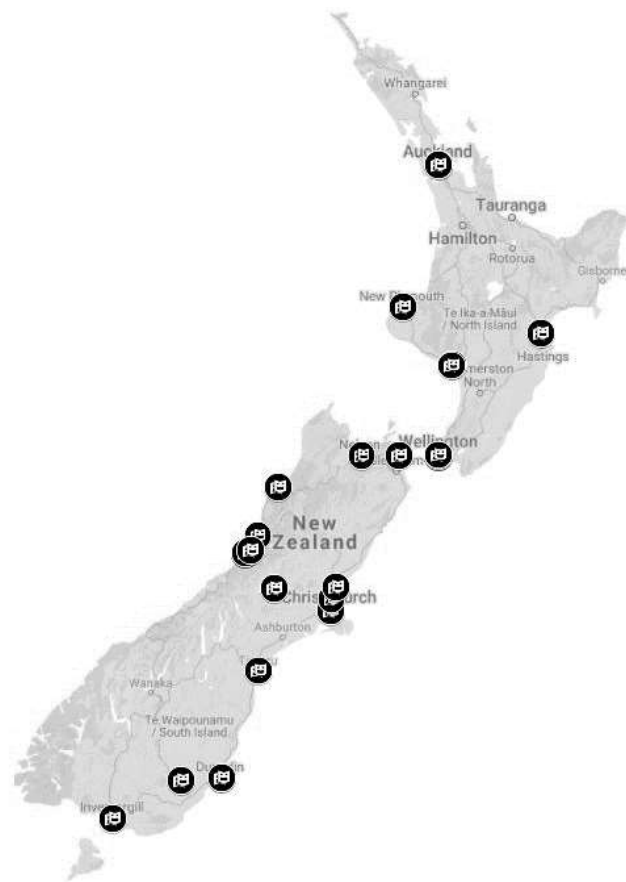 Whangarei
Auckland
Tauranga
Hamilton
Rotorua
Gisborne
New Plymouth
Te Ika-a-Māui
/ North Island
Hastings
North
Wellington
New
Zealand
Ashburton
Wanaka
Te Waipounamu
/ South Island